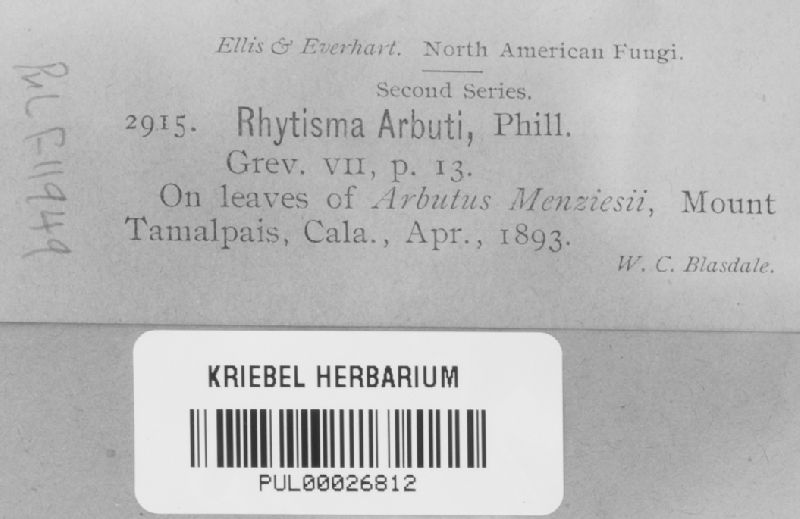 Ellis & Everhart. North American Fungi.
Second Series.
2915. Rhytisma Arbuti, Phill.
Grev. VII, p. 13.
On leaves of Arbutus Menziesii, Mount
Tamalpais, Cala., Apr., 1893.
W. C. Blasdale.
PUL F-11949
KRIEBEL HERBARIUM
PUL00026812